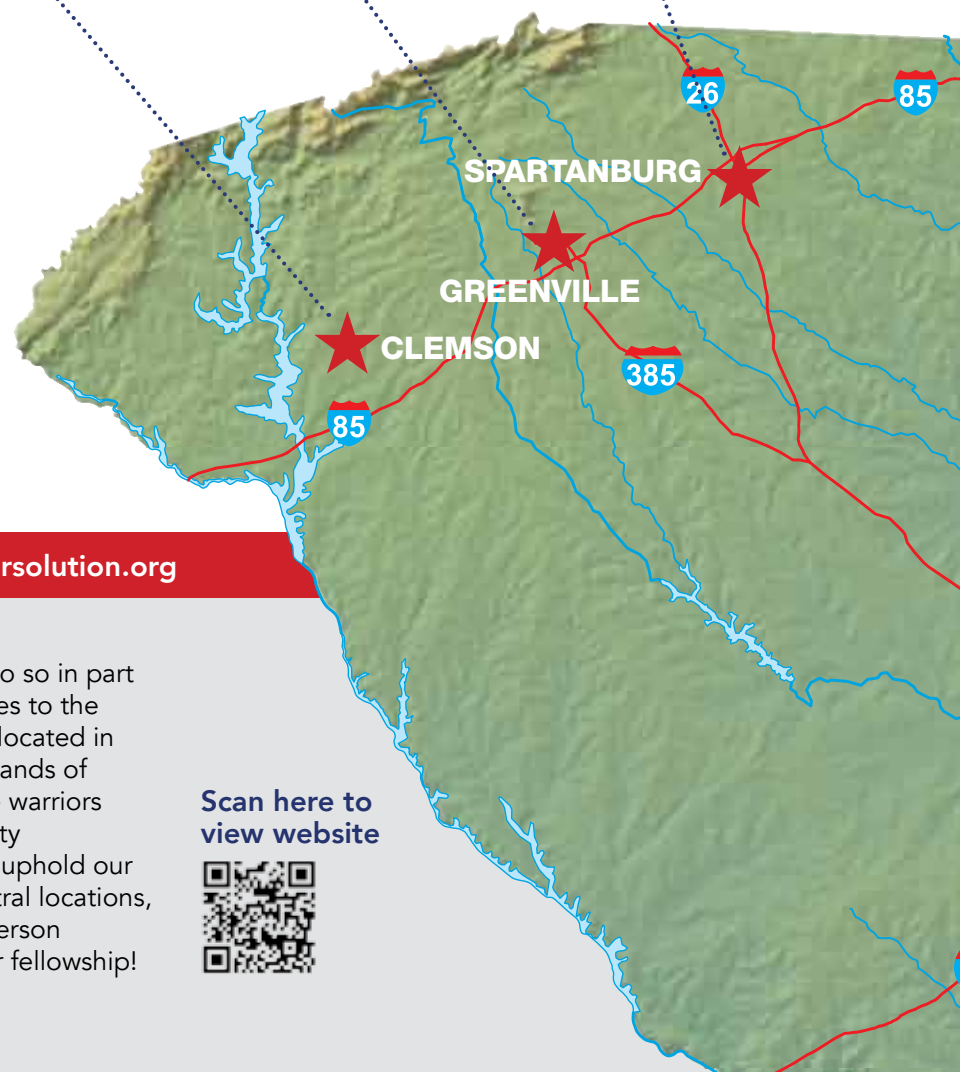 26
85
SPARTANBURG
GREENVILLE
CLEMSON
385
85
rsolution.org
o so in part
es to the
located in
ands of
warriors
ty
uphold our
tral locations,
erson
r fellowship!
Scan here to
view website